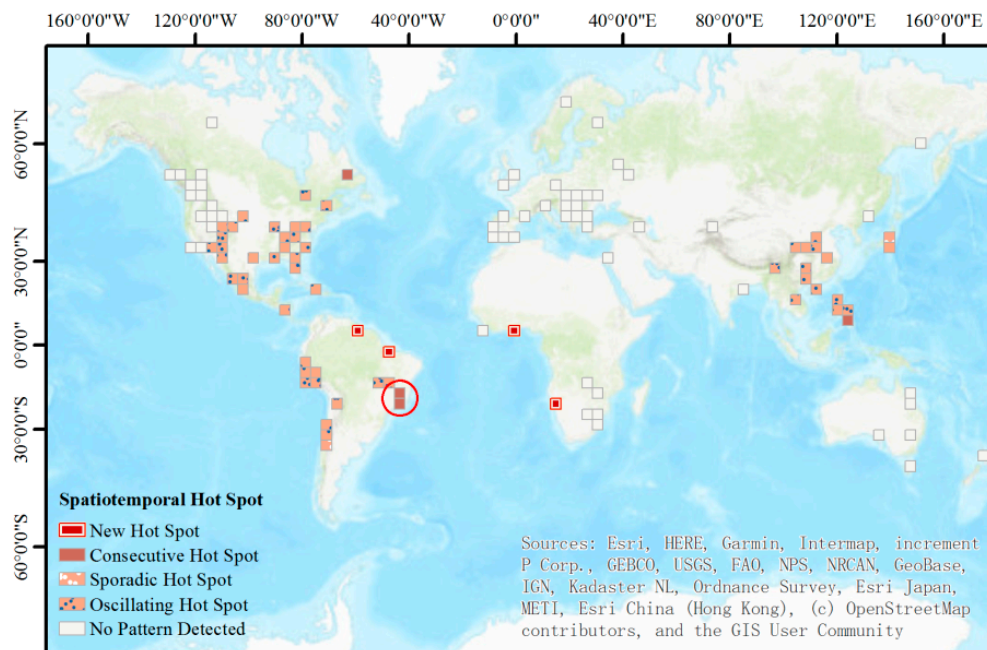 160°0'0"W 120°0'0"W 80°0'0"W 40°0'0"W 0°0'0" 40°0'0"E 80°0'0"E 120°0'0"E 160°0'0"E
60°0'0"N
30°0'0"N
0°0'0"
30°0'0"S
60°0'0"S
Spatiotemporal Hot Spot
New Hot Spot
Consecutive Hot Spot
Sporadic Hot Spot
Oscillating Hot Spot
No Pattern Detected
Sources: Esri, HERE, Garmin, Intermap, increment
P Corp., GEBCO, USGS, FAO, NPS, NRCAN, GeoBase,
IGN, Kadaster NL, Ordnance Survey, Esri Japan,
METI, Esri China (Hong Kong), (c) OpenStreetMap
contributors, and the GIS User Community